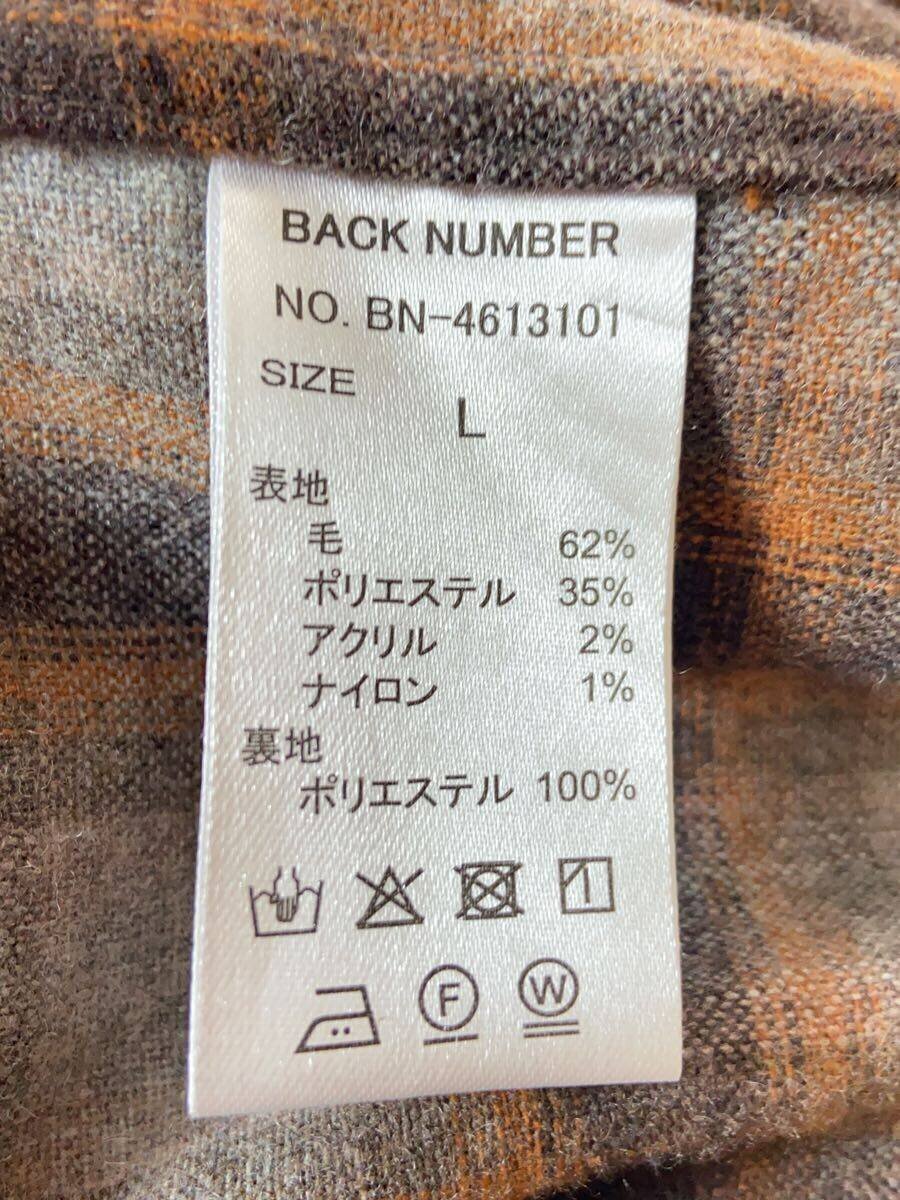 BACK NUMBER
NO. BN-4613101
SIZE
L
表地
毛 62%
ポリエステル 35%
アクリル 2%
ナイロン 1%
裏地
ポリエステル 100%
F W